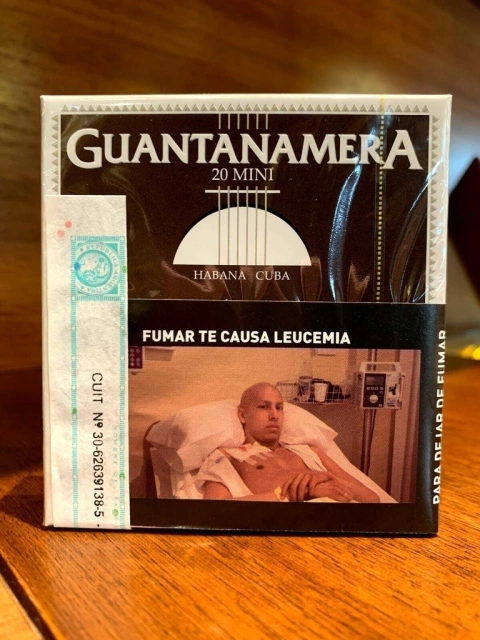 GUANTANAMERA
20 MINI
HABANA CUBA
FUMAR TE CAUSA LEUCEMIA
CUIT Nº 30-62639138-5 -
PARA DEJAR DE FUMAR